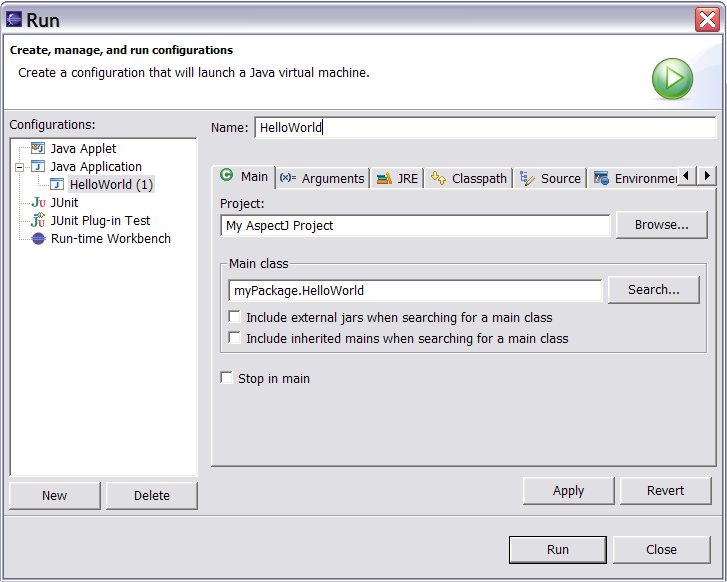 Run
Create, manage, and run configurations
Create a configuration that will launch a Java virtual machine.
Configurations:
Java Applet
Java Application
HelloWorld (1)
JUnit
JUnit Plug-in Test
Run-time Workbench
New
Delete
Name: HelloWorld
Main (x)= Arguments JRE Classpath Source Environme
Project:
My AspectJ Project
Browse...
Main class
myPackage.HelloWorld
Search...
Include external jars when searching for a main class
Include inherited mains when searching for a main class
Stop in main
Apply
Revert
Run
Close